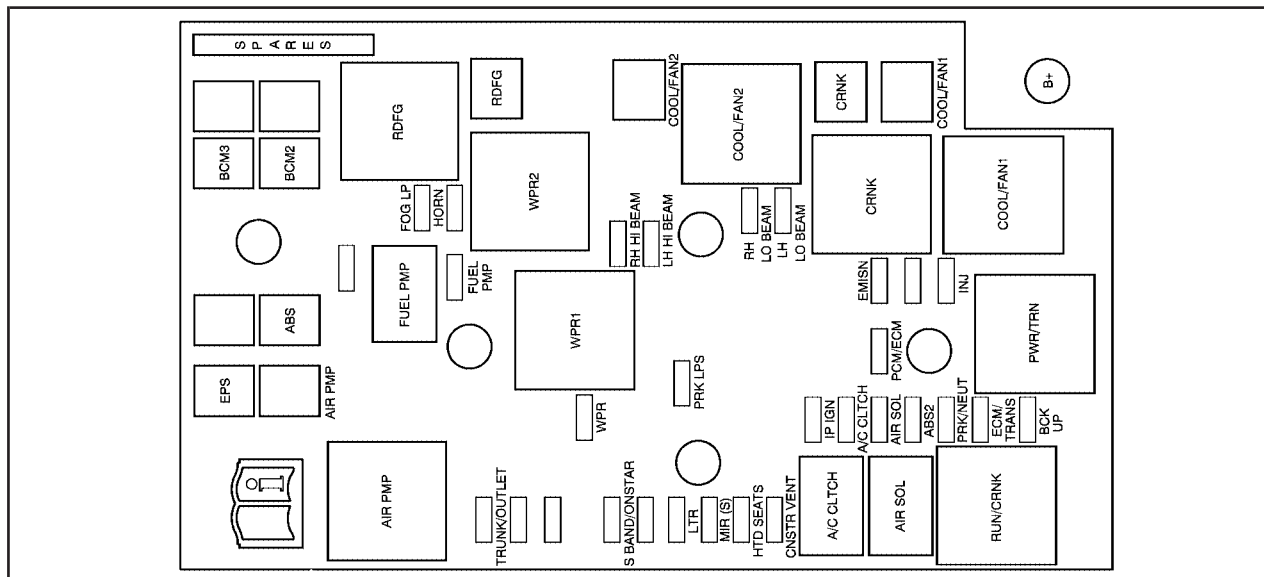 SPARES
BCM3
BCM2
RDFG
RDFG
COOL/FAN2
COOL/FAN2
CRNK
COOL/FAN1
B+
FOG LP
HORN
WPR2
RH HI BEAM
LH HI BEAM
RH
LO BEAM
LH
LO BEAM
CRNK
COOL/FAN1
ABS
FUEL PMP
FUEL
PMP
WPR1
EMISN
INJ
EPS
AIR PMP
WPR
PRK LPS
PCM/ECM
PWR/TRN
IP IGN
A/C CLTCH
AIR SOL
ABS2
PRK/NEUT
ECM/
TRANS
BCK
UP
i
AIR PMP
TRUNK/OUTLET
S BAND/ONSTAR
LTR
MIR (S)
HTD SEATS
CNSTR VENT
A/C CLTCH
AIR SOL
RUN/CRNK